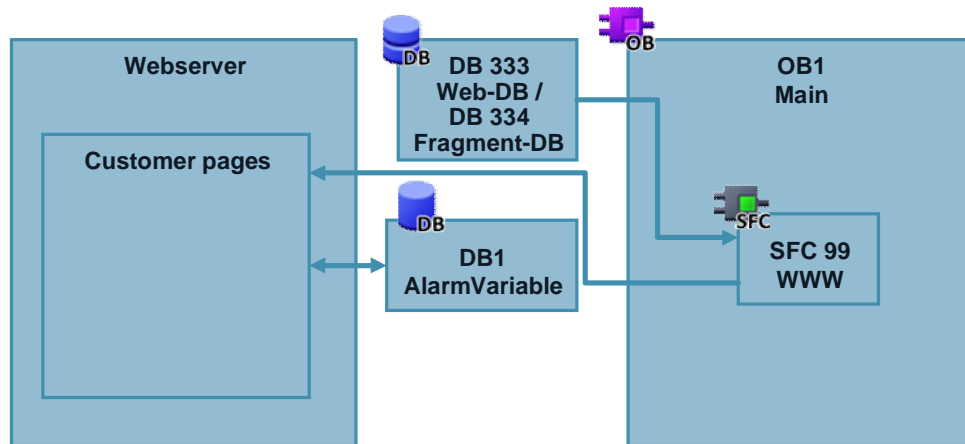 Webserver
Customer pages
DB
DB 333
Web-DB /
DB 334
Fragment-DB
DB
DB1
AlarmVariable
OB
OB1
Main
SFC
SFC 99
WWW